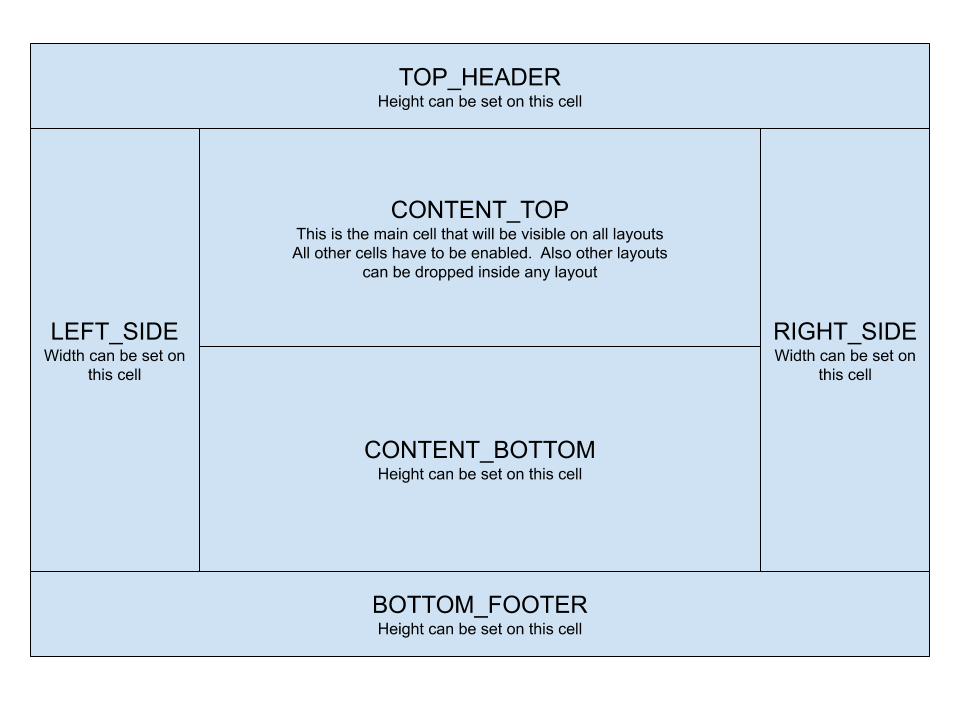 TOP_HEADER
Height can be set on this cell
CONTENT_TOP
This is the main cell that will be visible on all layouts
All other cells have to be enabled.  Also other layouts
can be dropped inside any layout
LEFT_SIDE
Width can be set on
this cell
RIGHT_SIDE
Width can be set on
this cell
CONTENT_BOTTOM
Height can be set on this cell
BOTTOM_FOOTER
Height can be set on this cell